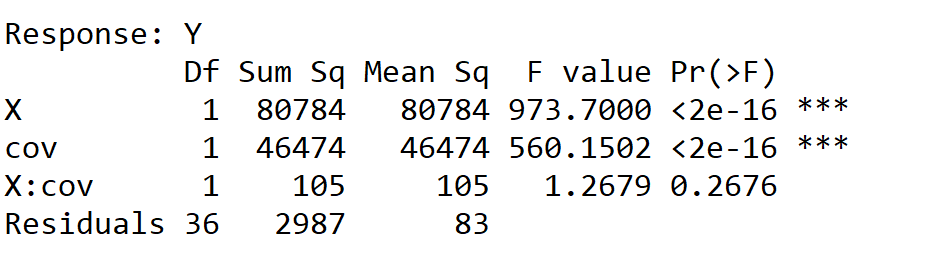 Response: Y
Df Sum Sq Mean Sq F value Pr(>F)
X 1 80784 80784 973.7000 <2e-16 ***
cov 1 46474 46474 560.1502 <2e-16 ***
X:cov 1 105 105 1.2679 0.2676
Residuals 36 2987 83